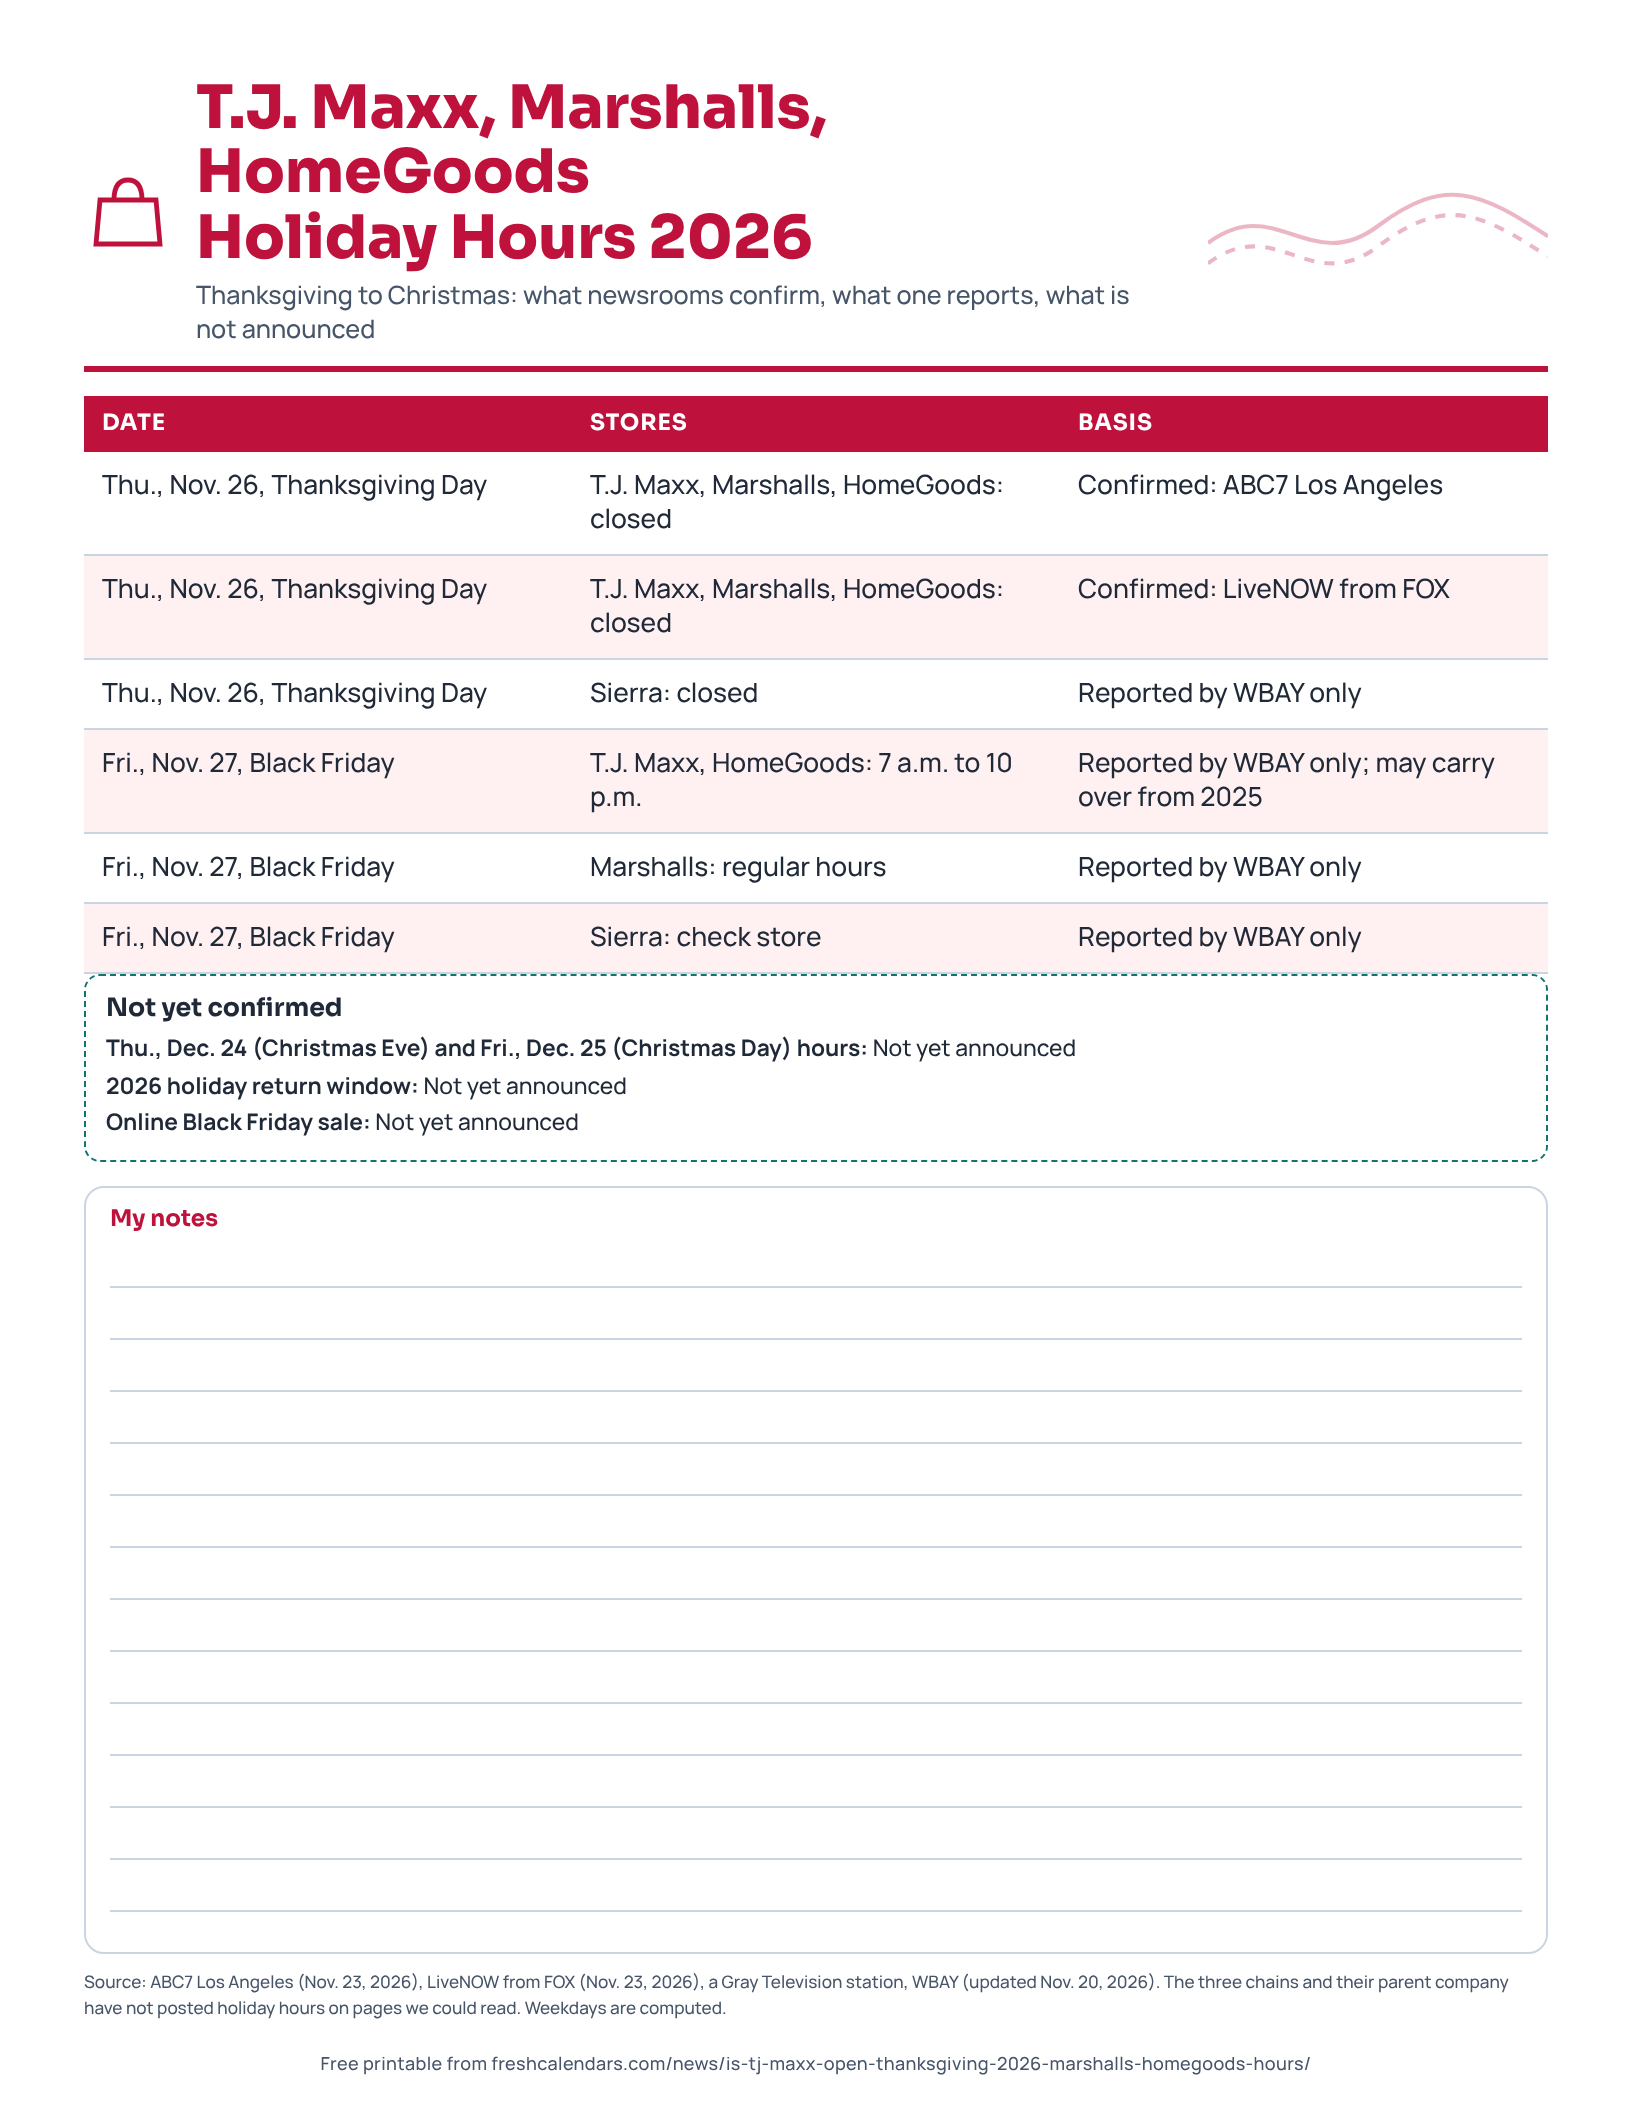 T.J. Maxx, Marshalls,
HomeGoods
Holiday Hours 2026
Thanksgiving to Christmas: what newsrooms confirm, what one reports, what is
not announced
DATE STORES BASIS
Thu., Nov. 26, Thanksgiving Day T.J. Maxx, Marshalls, HomeGoods: Confirmed: ABC7 Los Angeles
closed
Thu., Nov. 26, Thanksgiving Day T.J. Maxx, Marshalls, HomeGoods: Confirmed: LiveNOW from FOX
closed
Thu., Nov. 26, Thanksgiving Day Sierra: closed Reported by WBAY only
Fri., Nov. 27, Black Friday T.J. Maxx, HomeGoods: 7 a.m. to 10 Reported by WBAY only; may carry
p.m. over from 2025
Fri., Nov. 27, Black Friday Marshalls: regular hours Reported by WBAY only
Fri., Nov. 27, Black Friday Sierra: check store Reported by WBAY only
Not yet confirmed
Thu., Dec. 24 (Christmas Eve) and Fri., Dec. 25 (Christmas Day) hours: Not yet announced
2026 holiday return window: Not yet announced
Online Black Friday sale: Not yet announced
My notes
Source: ABC7 Los Angeles (Nov. 23, 2026), LiveNOW from FOX (Nov. 23, 2026), a Gray Television station, WBAY (updated Nov. 20, 2026). The three chains and their parent company
have not posted holiday hours on pages we could read. Weekdays are computed.
Free printable from freshcalendars.com/news/is-tj-maxx-open-thanksgiving-2026-marshalls-homegoods-hours/